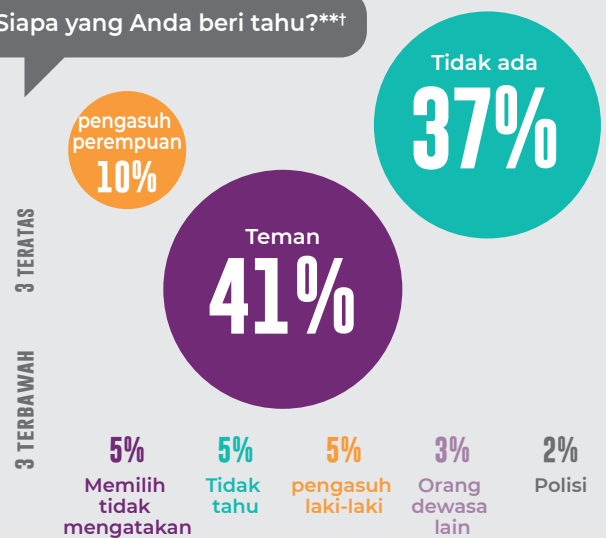 Siapa yang Anda beri tahu?**†
Tidak ada
37%
pengasuh
perempuan
10%
3 TERATAS
Teman
41%
3 TERBAWAH
5%
Memilih
tidak
mengatakan
5%
Tidak
tahu
5%
pengasuh
laki-laki
3%
Orang
dewasa
lain
2%
Polisi